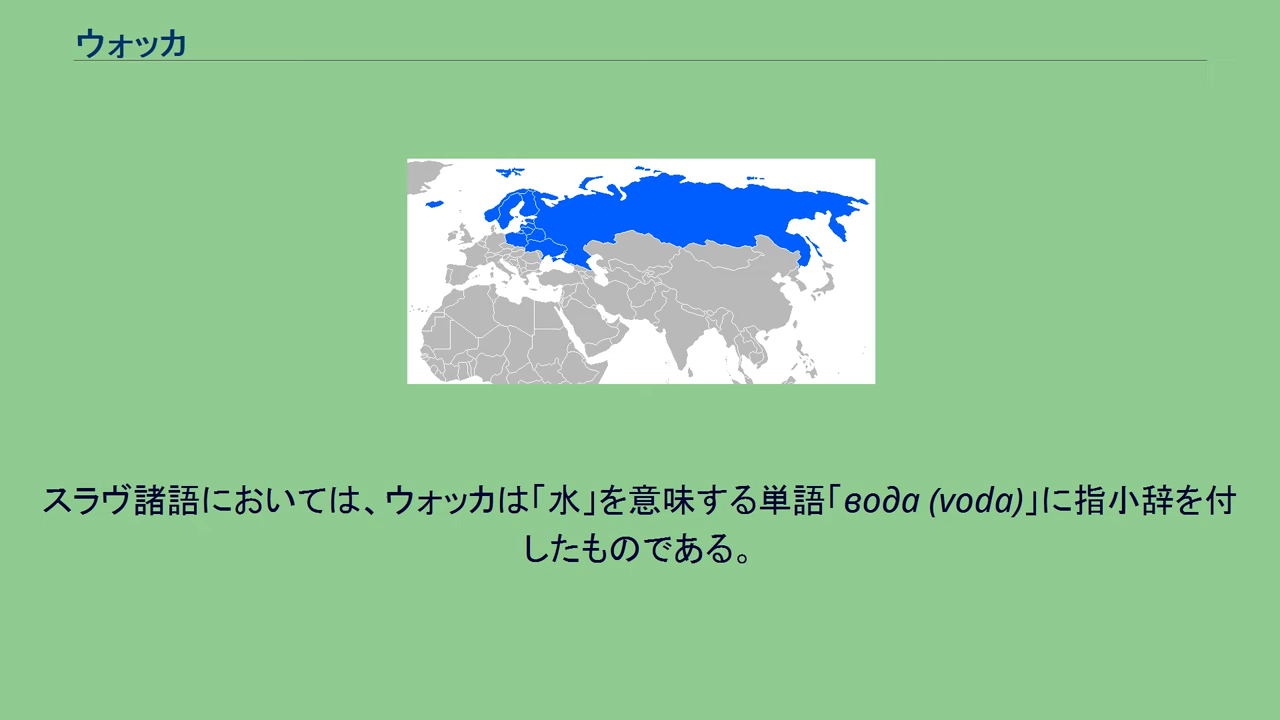 ウォッカ
スラヴ諸語においては、ウォッカは「水」を意味する単語「вода (voda)」に指小辞を付
したものである。